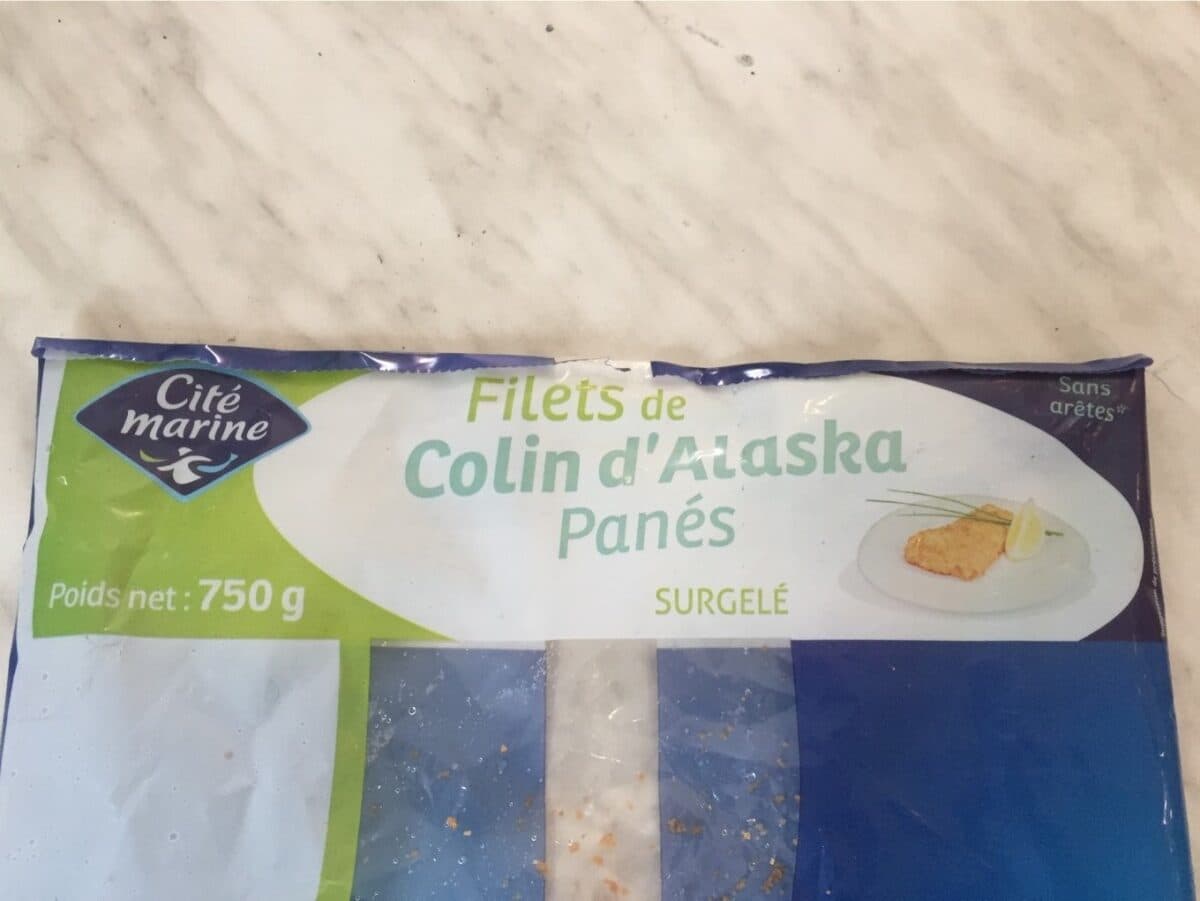 Cité
marine
Filets de
Colin d'Alaska
Panés
SURGELÉ
Sans
arêtes*
Poids net : 750 g